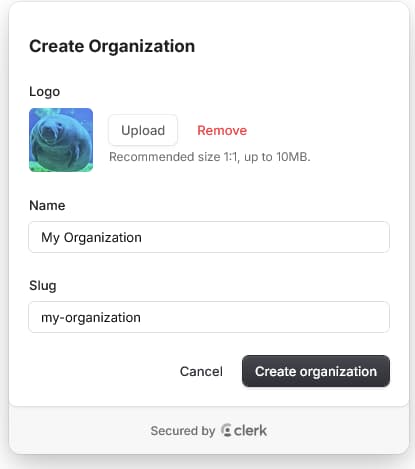 Create Organization
Logo
Upload Remove
Recommended size 1:1, up to 10MB.
Name
My Organization
Slug
my-organization
Cancel Create organization
Secured by clerk